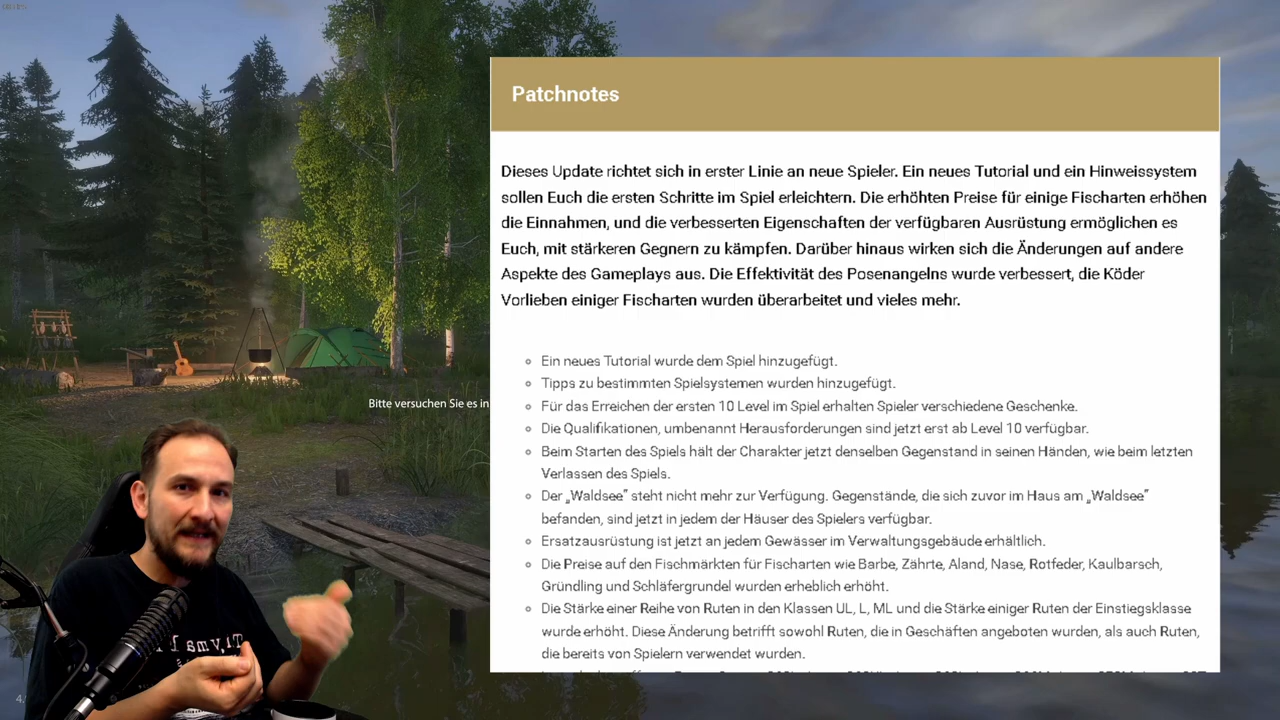 Patchnotes
Dieses Update richtet sich in erster Linie an neue Spieler. Ein neues Tutorial und ein Hinweissystem
sollen Euch die ersten Schritte im Spiel erleichtern. Die erhöhten Preise für einige Fischarten erhöhen
die Einnahmen, und die verbesserten Eigenschaften der verfügbaren Ausrüstung ermöglichen es
Euch, mit stärkeren Gegnern zu kämpfen. Darüber hinaus wirken sich die Änderungen auf andere
Aspekte des Gameplays aus. Die Effektivität des Posenangelns wurde verbessert, die Köder
Vorlieben einiger Fischarten wurden überarbeitet und vieles mehr.
Ein neues Tutorial wurde dem Spiel hinzugefügt.
Tipps zu bestimmten Spielsystemen wurden hinzugefügt.
Für das Erreichen der ersten 10 Level im Spiel erhalten Spieler verschiedene Geschenke.
Bitte versuchen Sie es in
Die Qualifikationen, umbenannt Herausforderungen sind jetzt erst ab Level 10 verfügbar.
Beim Starten des Spiels hält der Charakter jetzt denselben Gegenstand in seinen Händen, wie beim letzten
Verlassen des Spiels.
Der „Waldsee" steht nicht mehr zur Verfügung. Gegenstände, die sich zuvor im Haus am „Waldsee"
befanden, sind jetzt in jedem der Häuser des Spielers verfügbar.
Ersatzausrüstung ist jetzt an jedem Gewässer im Verwaltungsgebäude erhältlich.
Die Preise auf den Fischmärkten für Fischarten wie Barbe, Zährte, Aland, Nase, Rotfeder, Kaulbarsch,
Gründling und Schläfergrundel wurden erheblich erhöht.
Die Stärke einer Reihe von Ruten in den Klassen UL, L, ML und die Stärke einiger Ruten der Einstiegsklasse
wurde erhöht. Diese Änderung betrifft sowohl Ruten, die in Geschäften angeboten wurden, als auch Ruten,
die bereits von Spielern verwendet wurden.